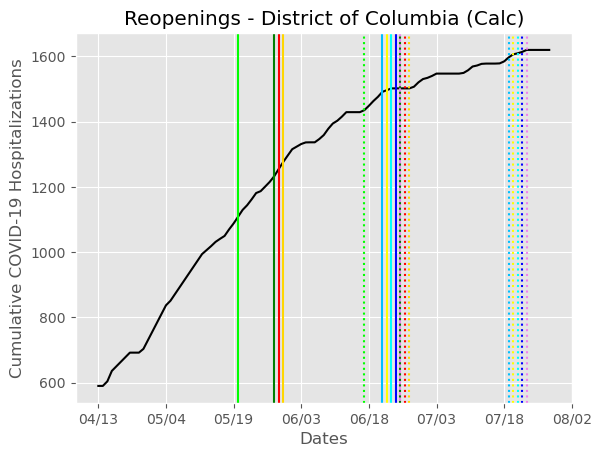 Reopenings - District of Columbia (Calc)
Cumulative COVID-19 Hospitalizations
1600
1400
1200
1000
800
600
04/13 05/04 05/19 06/03 06/18 07/03 07/18 08/02
Dates